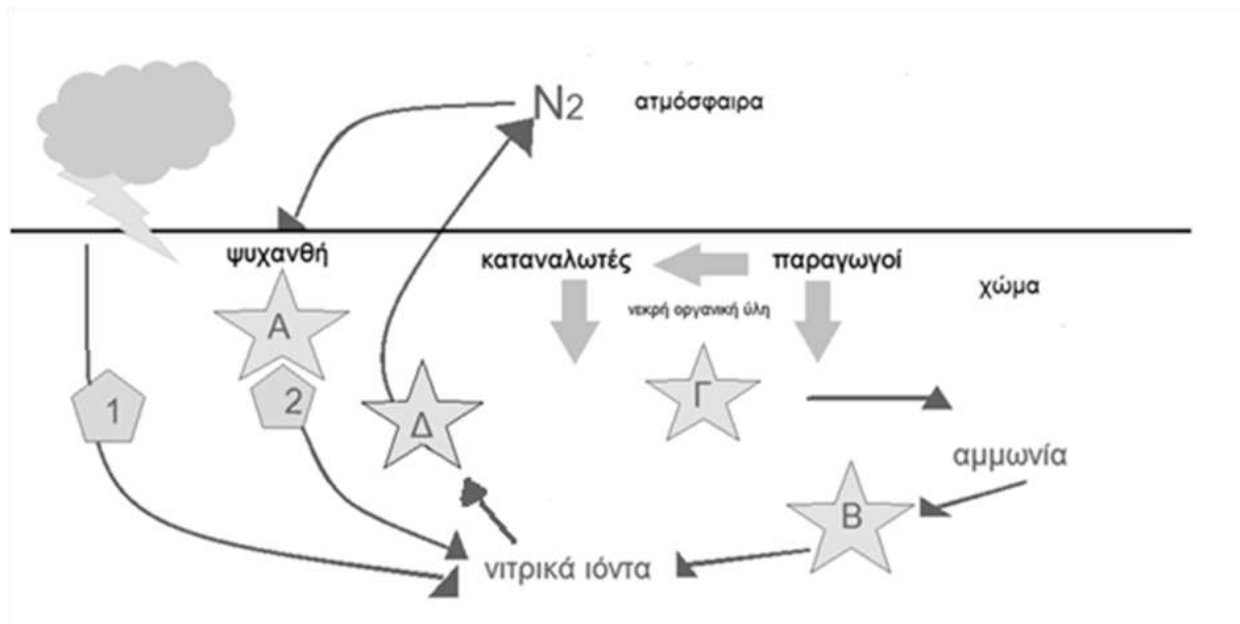 N2 ατμόσφαιρα
ψυχανθή
καταναλωτές
παραγωγοί
χώμα
νεκρή οργανική ύλη
Α
Γ
1
2
Δ
αμμωνία
Β
νιτρικά ιόντα